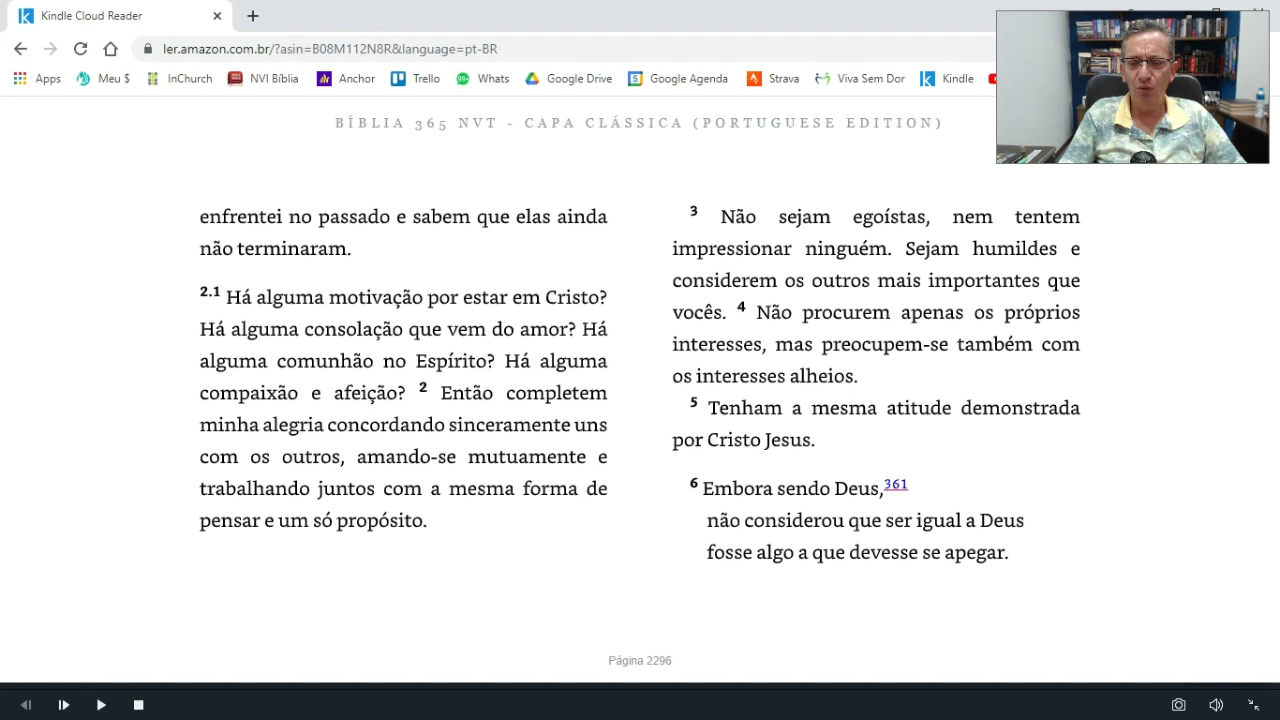 Kindle Cloud Reader
ler.amazon.com.br/?asin=B08M112N8R&language=pt-BR
Apps Meu $ InChurch NVI Bíblia Anchor Trello Whats Google Drive Google Agenda Strava Viva Sem Dor Kindle
BÍBLIA 365 NVT - CAPA CLÁSSICA (PORTUGUESE EDITION)
enfrentei no passado e sabem que elas ainda
não terminaram.
2.1 Há alguma motivação por estar em Cristo?
Há alguma consolação que vem do amor? Há
alguma comunhão no Espírito? Há alguma
compaixão e afeição? 2 Então completem
minha alegria concordando sinceramente uns
com os outros, amando-se mutuamente e
trabalhando juntos com a mesma forma de
pensar e um só propósito.
3 Não sejam egoístas, nem tentem
impressionar ninguém. Sejam humildes e
considerem os outros mais importantes que
vocês. 4 Não procurem apenas os próprios
interesses, mas preocupem-se também com
os interesses alheios.
5 Tenham a mesma atitude demonstrada
por Cristo Jesus.
6 Embora sendo Deus,361
não considerou que ser igual a Deus
fosse algo a que devesse se apegar.
Página 2296